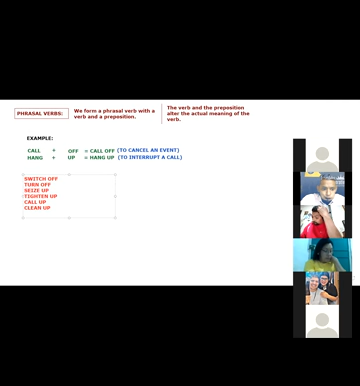 PHRASAL VERBS:
We form a phrasal verb with a
verb and a preposition.
The verb and the preposition
alter the actual meaning of the
verb.
EXAMPLE:
CALL + OFF = CALL OFF (TO CANCEL AN EVENT)
HANG + UP = HANG UP (TO INTERRUPT A CALL)
SWITCH OFF
TURN OFF
SEIZE UP
TIGHTEN UP
CALL UP
CLEAN UP